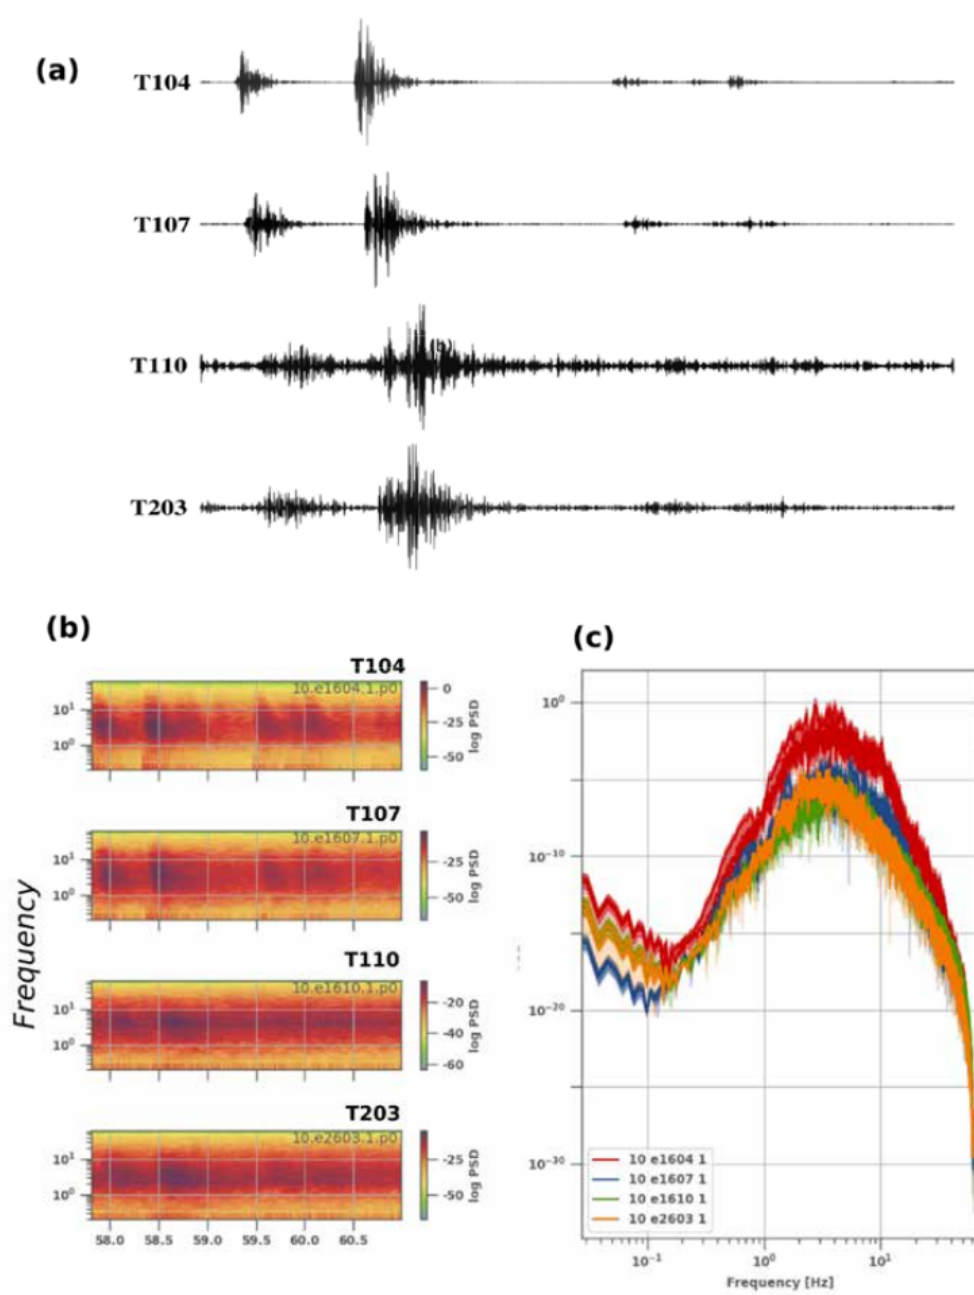 (a)
T104
T107
(b)
T110
T203
(b)
T104
10.e1604.1.p0
10¹
10⁰
0
-25
-50
log PSD
T107
10.e1607.1.p0
10¹
10⁰
-25
-50
log PSD
T110
10.e1610.1.p0
10¹
10⁰
-20
-40
-60
log PSD
T203
10.e2603.1.p0
10¹
10⁰
-25
-50
log PSD
58.0 58.5 59.0 59.5 60.0 60.5
Frequency
(c)
10⁰
10⁻¹⁰
10⁻²⁰
10⁻³⁰
10 e1604 1
10 e1607 1
10 e1610 1
10 e2603 1
10⁻¹ 10⁰ 10¹
Frequency [Hz]